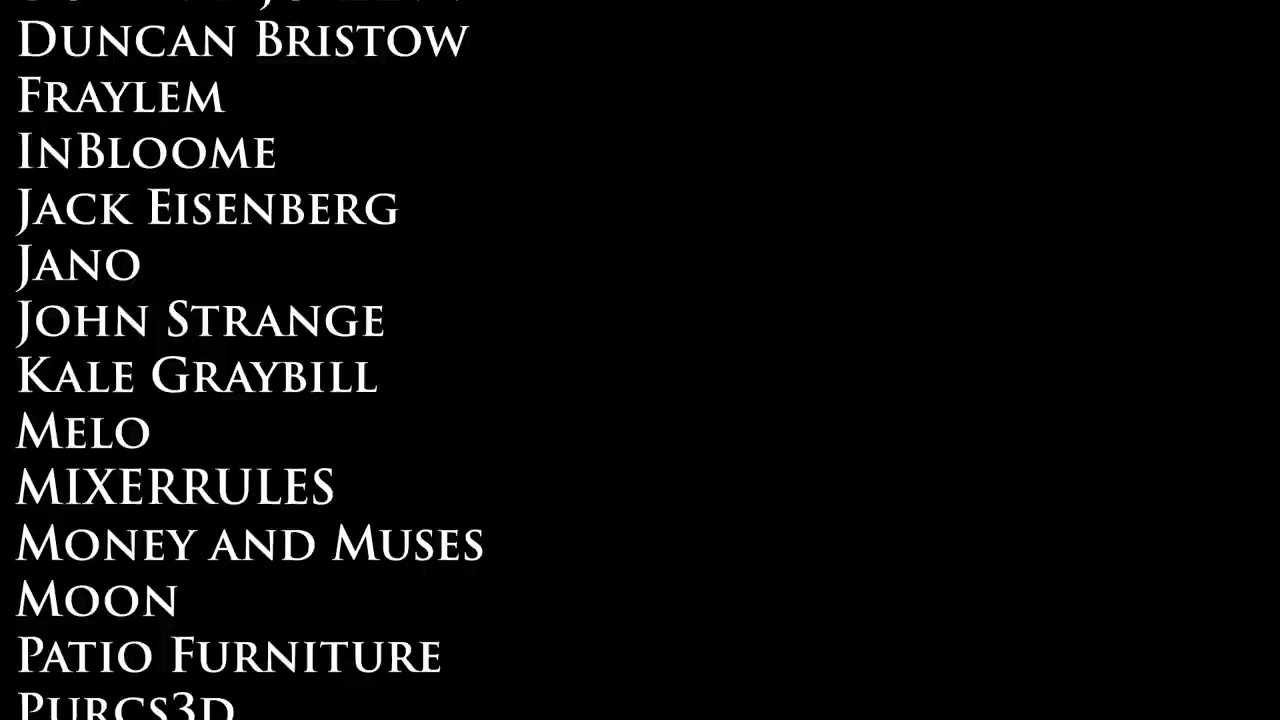 Duncan Bristow
Fraylem
InBloome
Jack Eisenberg
Jano
John Strange
Kale Graybill
Melo
MIXERRULES
Money and Muses
Moon
Patio Furniture
Purcs3d